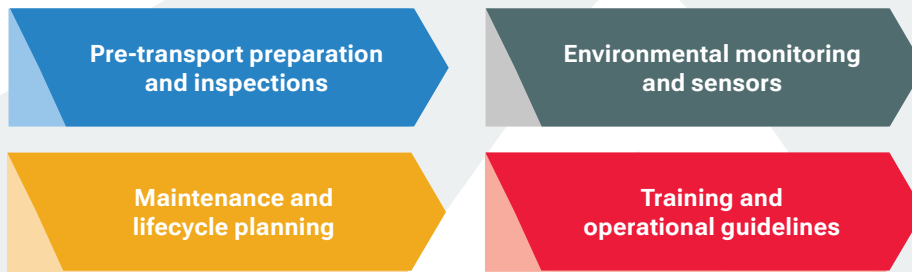 Pre-transport preparation
and inspections
Environmental monitoring
and sensors
Maintenance and
lifecycle planning
Training and
operational guidelines